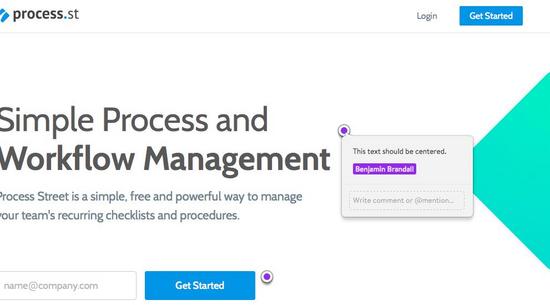 process.st
Login
Get Started
Simple Process and
Workflow Management
Process Street is a simple, free and powerful way to manage
your team's recurring checklists and procedures.
This text should be centered.
Benjamin Brandall
Write comment or @mention...
name@company.com
Get Started